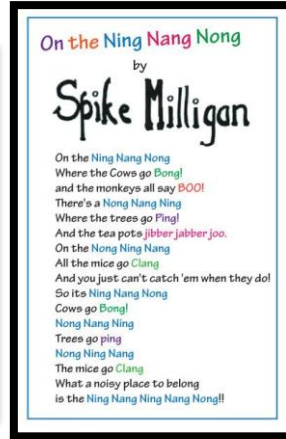 On the Ning Nang Nong
by
Spike Milligan
On the Ning Nang Nong
Where the Cows go Bong!
and the monkeys all say BOO!
There's a Nong Nang Ning
Where the trees go Ping!
And the tea pots jibber jabber joo.
On the Nong Ning Nang
All the mice go Clang
And you just can't catch 'em when they do!
So its Ning Nang Nong
Cows go Bong!
Nong Nang Ning
Trees go ping
Nong Ning Nang
The mice go Clang
What a noisy place to belong
is the Ning Nang Ning Nang Nong!!